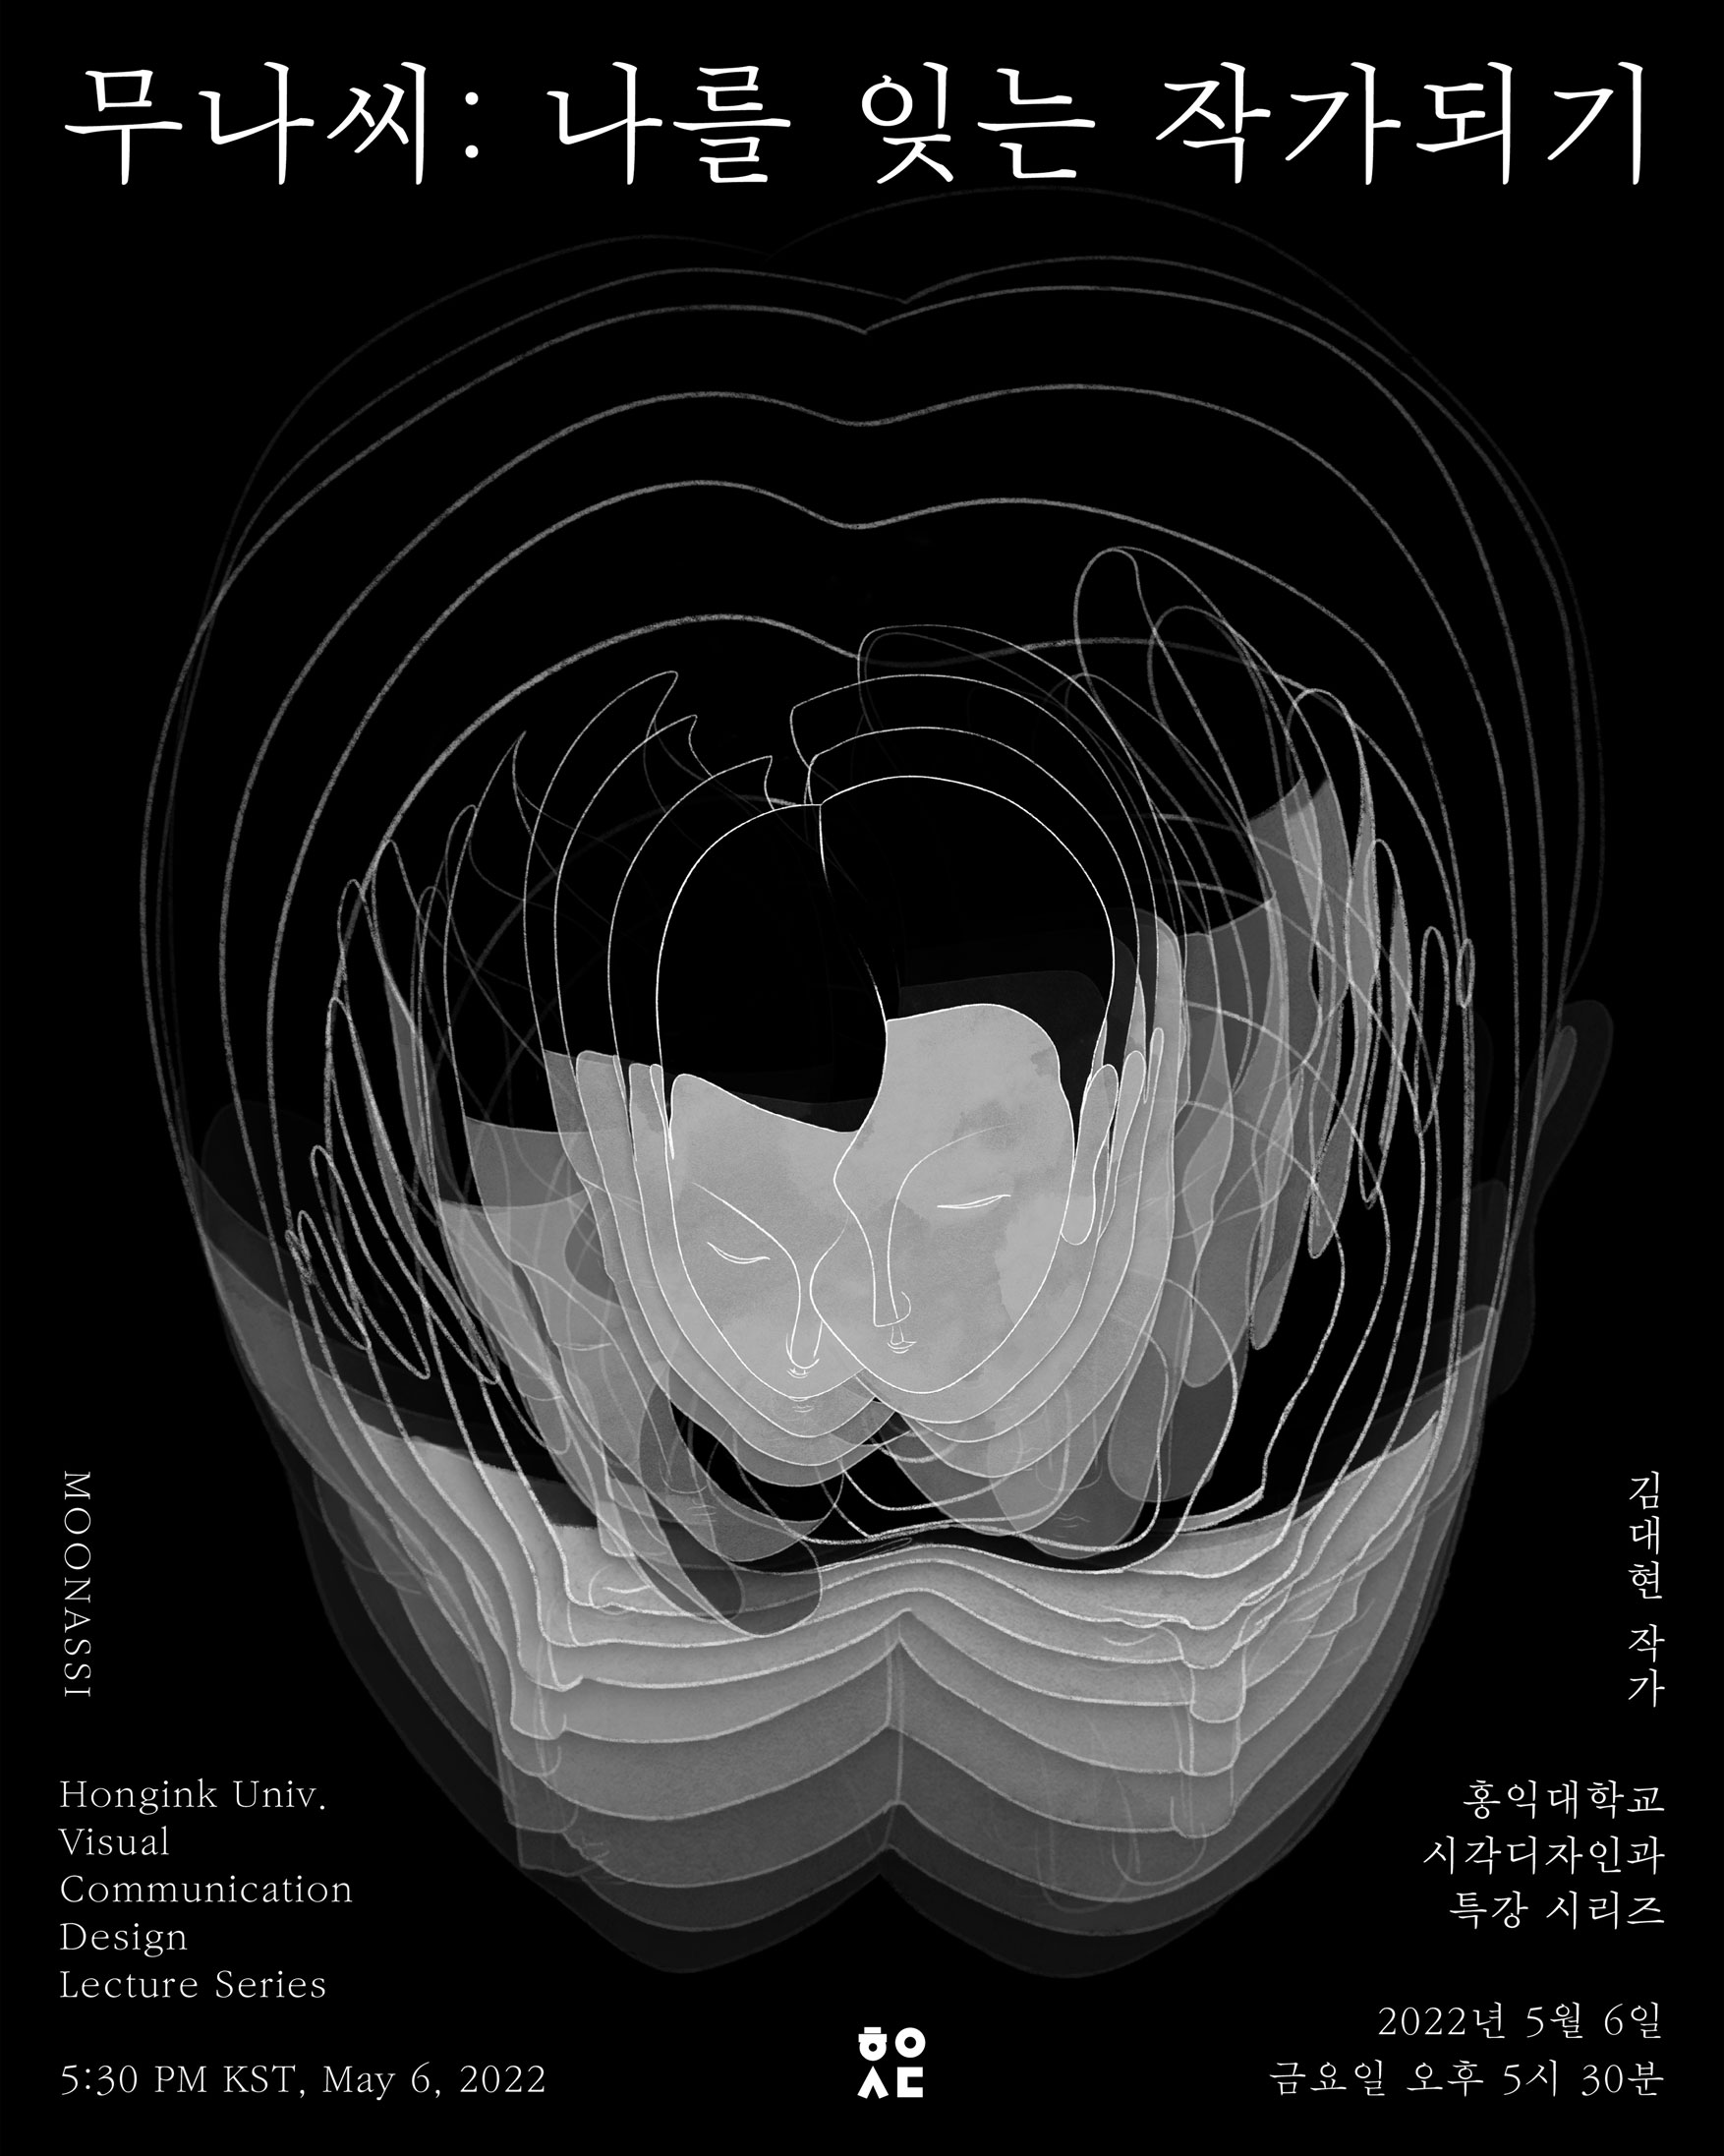 무나씨: 나를 잊는 작가되기
MOONASSI
김대현 작가
Hongink Univ.
Visual
Communication
Design
Lecture Series
5:30 PM KST, May 6, 2022
홍익대학교
시각디자인과
특강 시리즈
2022년 5월 6일
금요일 오후 5시 30분
홍익
ㅅㄷ